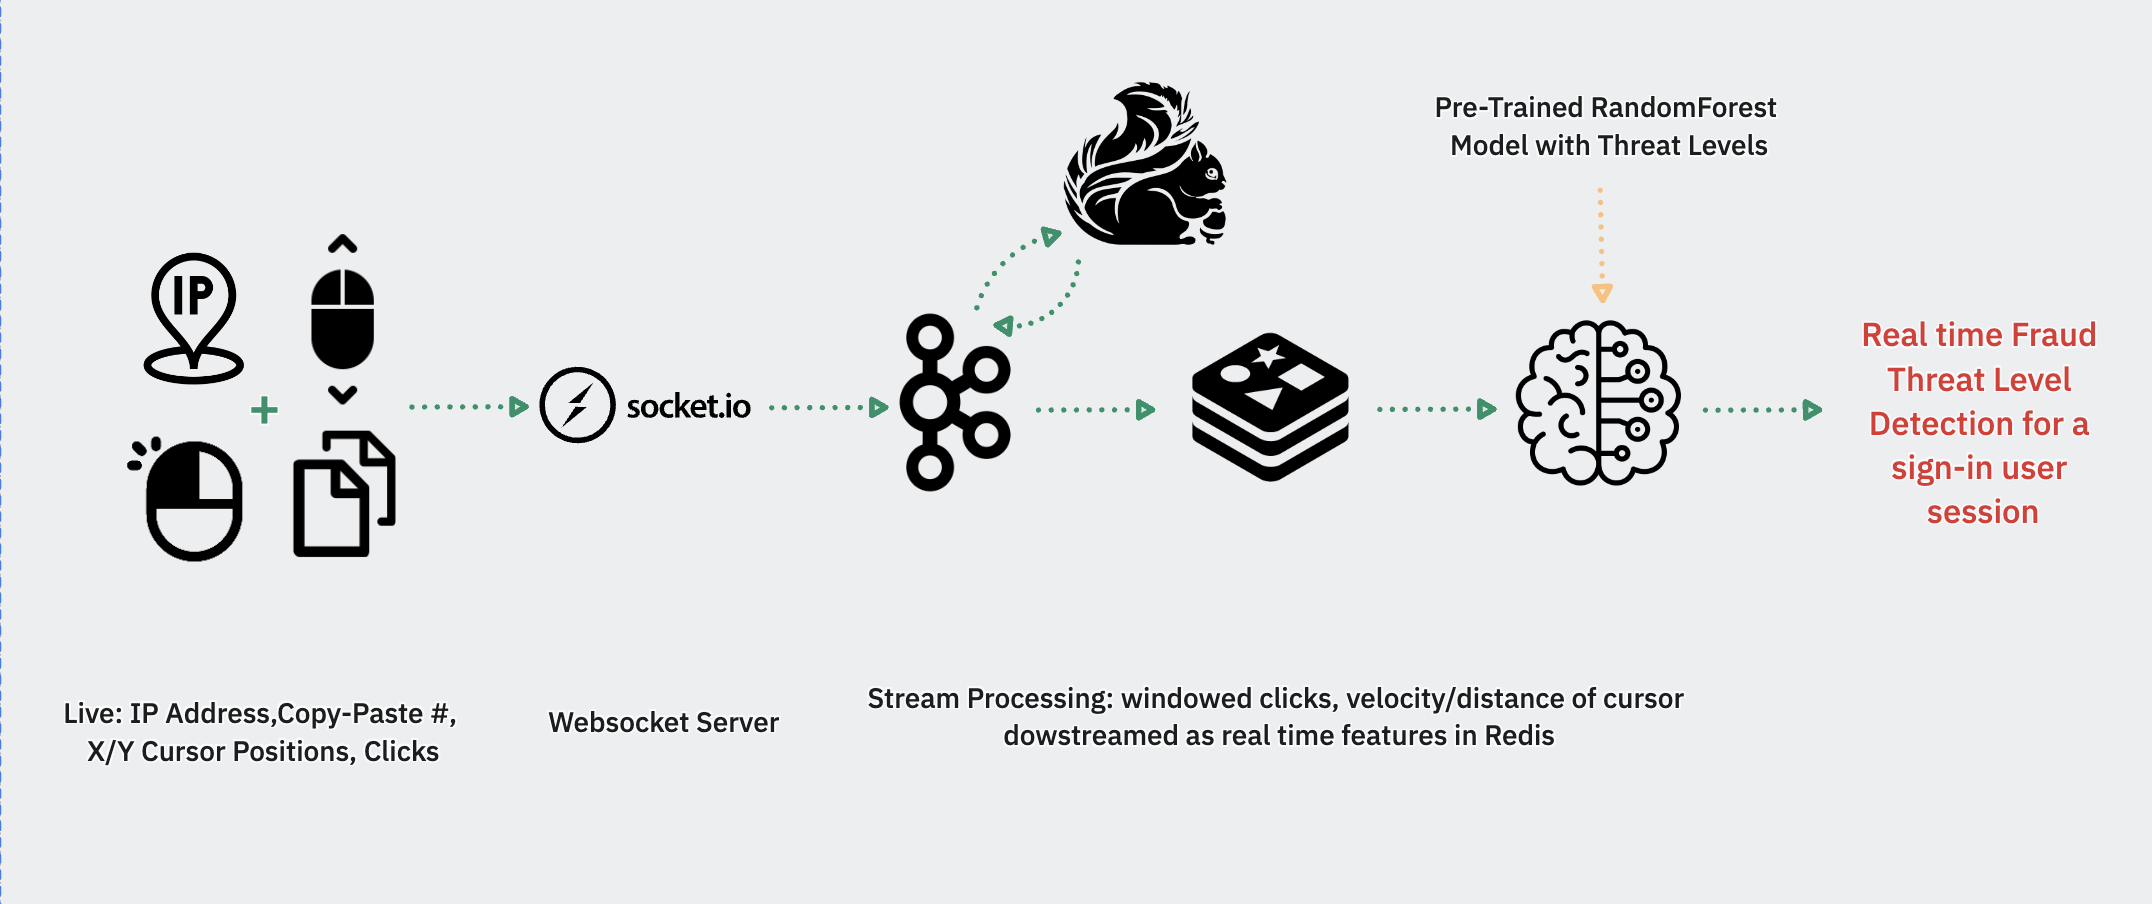 Pre-Trained RandomForest
Model with Threat Levels
IP
socket.io
Real time Fraud
Threat Level
Detection for a
sign-in user
session
Live: IP Address,Copy-Paste #,
X/Y Cursor Positions, Clicks
Websocket Server
Stream Processing: windowed clicks, velocity/distance of cursor
dowstreamed as real time features in Redis